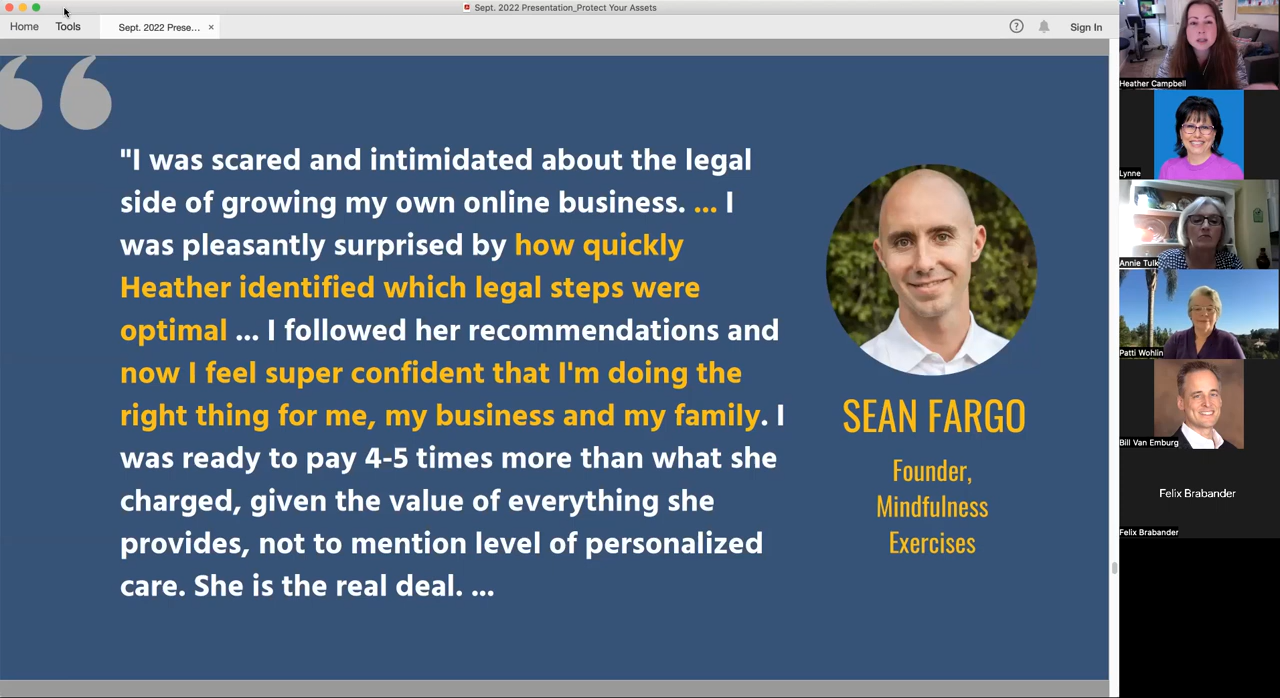 Sept. 2022 Presentation_Protect Your Assets
Home
Tools
Sept. 2022 Prese...
×
?
Sign In
"I was scared and intimidated about the legal
side of growing my own online business. ... I
was pleasantly surprised by how quickly
Heather identified which legal steps were
optimal ... I followed her recommendations and
now I feel super confident that I'm doing the
right thing for me, my business and my family. I
was ready to pay 4-5 times more than what she
charged, given the value of everything she
provides, not to mention level of personalized
care. She is the real deal. ...
SEAN FARGO
Founder,
Mindfulness
Exercises
Heather Campbell
Lynne
Annie Tulk
Patti Wohlin
Bill Van Emburg
Felix Brabander
Felix Brabander